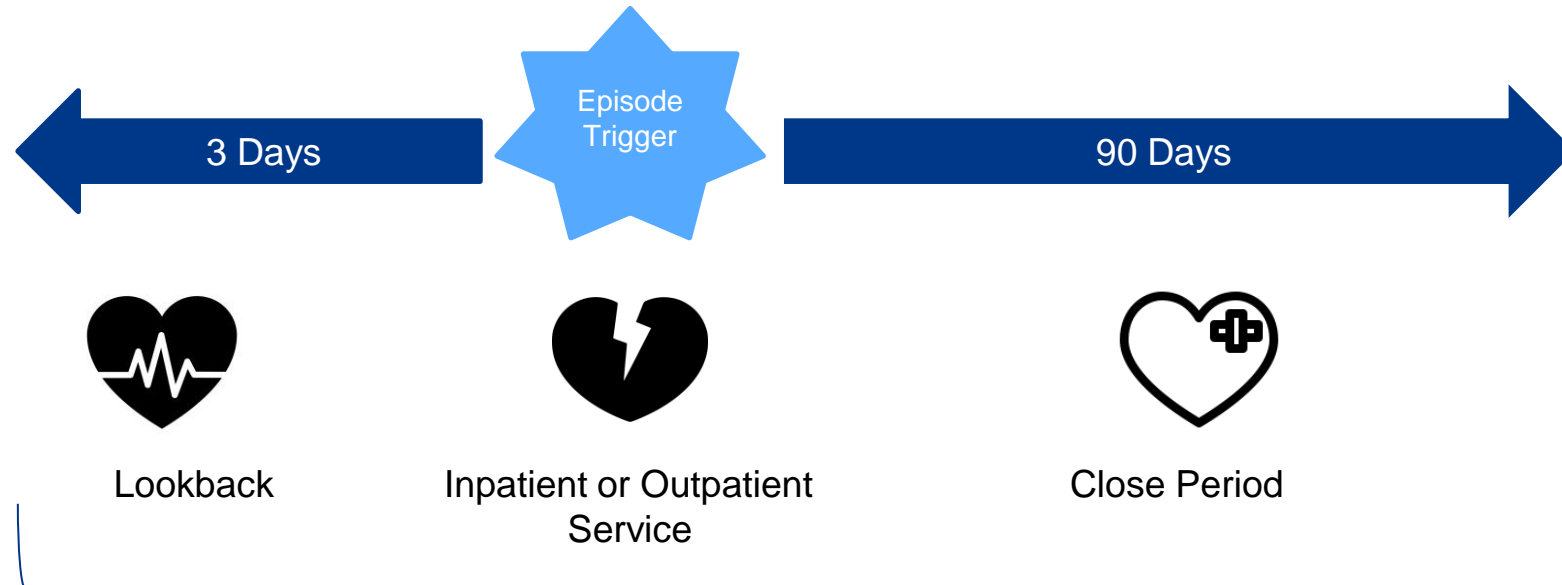 Episode
Trigger
3 Days
90 Days
Lookback
Inpatient or Outpatient
Service
Close Period